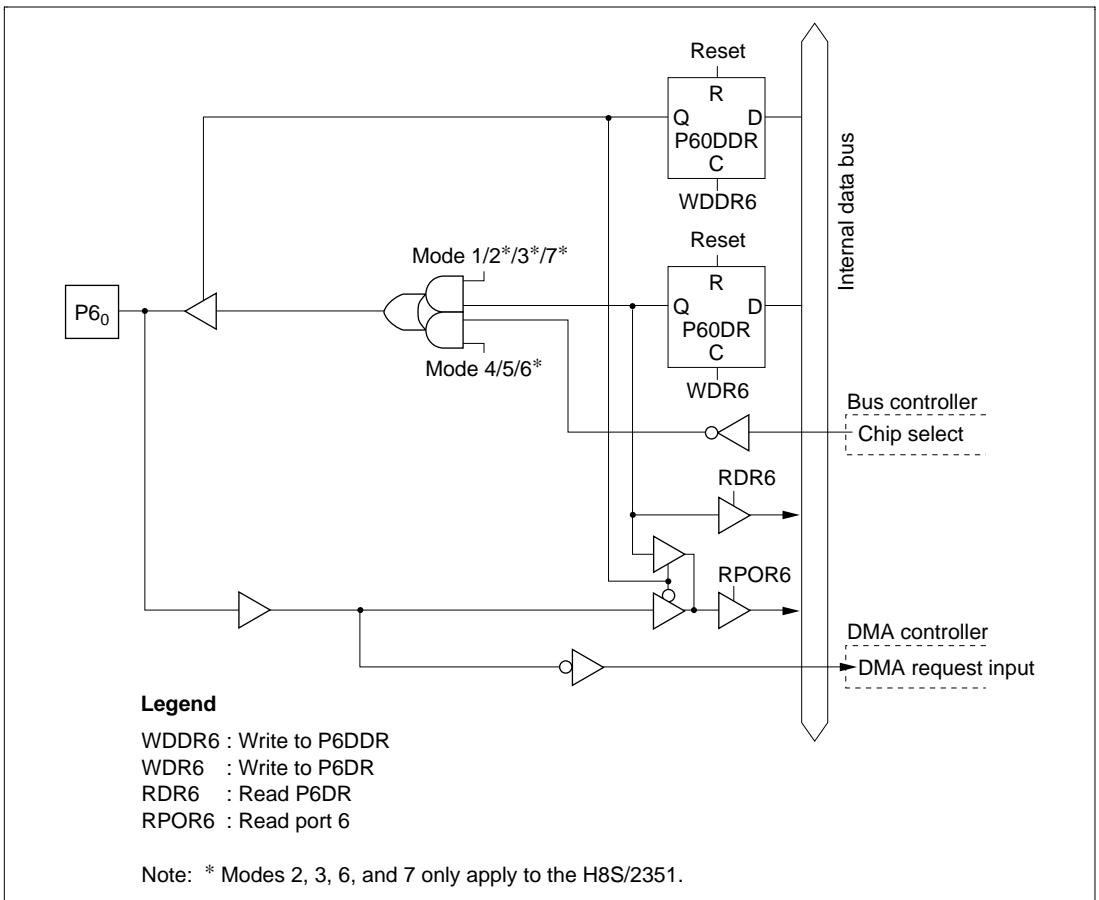 Reset
R
Q D
P60DDR
C
WDDR6
Internal data bus
Mode 1/2*/3*/7*
Reset
R
Q D
P60DR
C
WDR6
P6₀
Mode 4/5/6*
Bus controller
Chip select
RDR6
RPOR6
DMA controller
DMA request input
Legend
WDDR6 : Write to P6DDR
WDR6 : Write to P6DR
RDR6 : Read P6DR
RPOR6 : Read port 6
Note: * Modes 2, 3, 6, and 7 only apply to the H8S/2351.